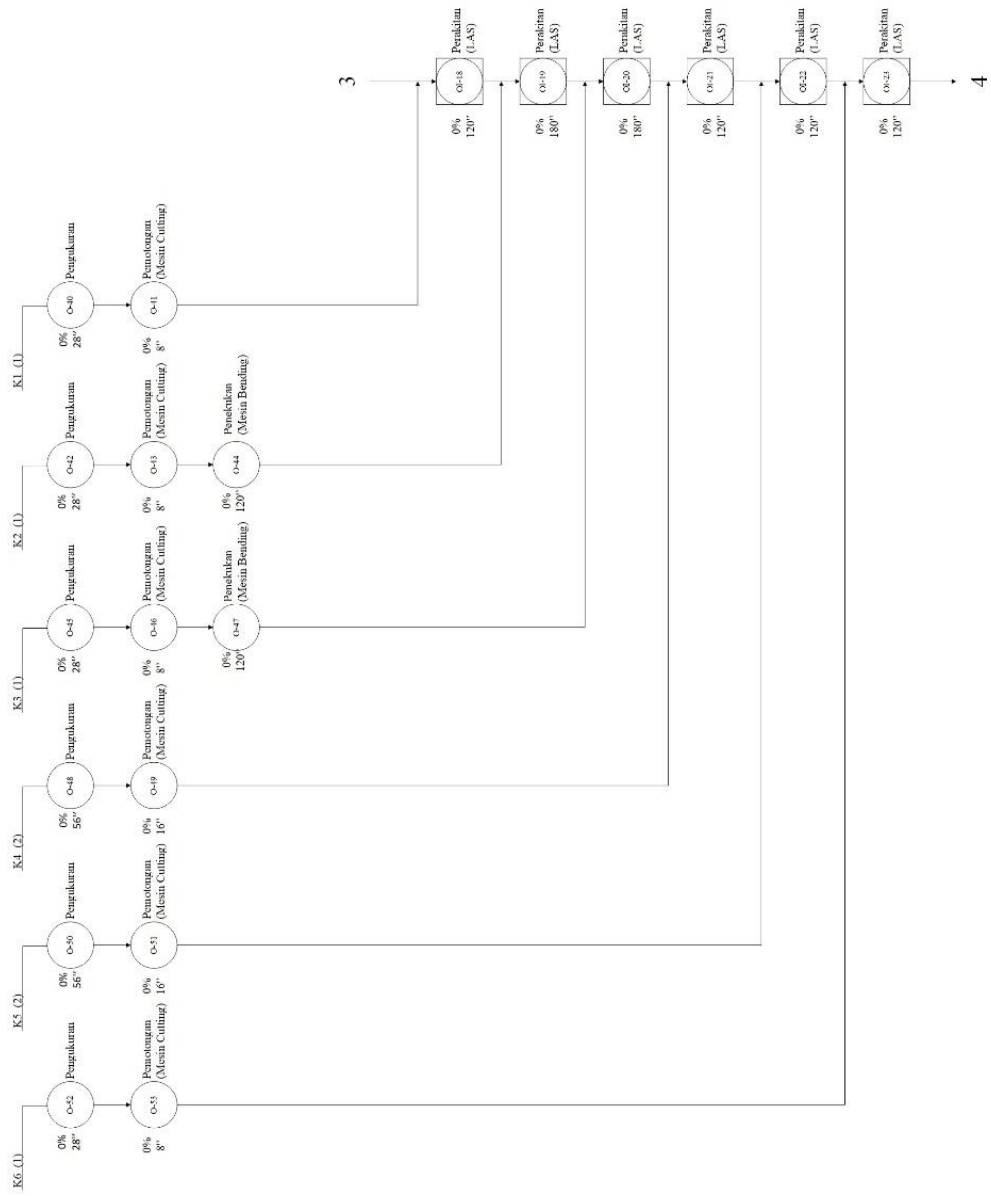 3
K1 (1)
0%
28"
O-40
Pengukuran
0%
8"
O-41
Pemotongan
(Mesin Cutting)
K2 (1)
0%
28"
O-42
Pengukuran
0%
8"
O-43
Pemotongan
(Mesin Cutting)
0%
120"
O-44
Penekukan
(Mesin Bending)
K3 (1)
0%
28"
O-45
Pengukuran
0%
8"
O-46
Pemotongan
(Mesin Cutting)
0%
120"
O-47
Penekukan
(Mesin Bending)
K4 (2)
0%
56"
O-48
Pengukuran
0%
16"
O-49
Pemotongan
(Mesin Cutting)
K5 (2)
0%
56"
O-50
Pengukuran
0%
16"
O-51
Pemotongan
(Mesin Cutting)
K6 (1)
0%
28"
O-52
Pengukuran
0%
8"
O-53
Pemotongan
(Mesin Cutting)
0%
120"
OI-18
Perakitan
(LAS)
0%
180"
OI-19
Perakitan
(LAS)
0%
180"
OI-20
Perakitan
(LAS)
0%
120"
OI-21
Perakitan
(LAS)
0%
120"
OI-22
Perakitan
(LAS)
0%
120"
OI-23
Perakitan
(LAS)
4